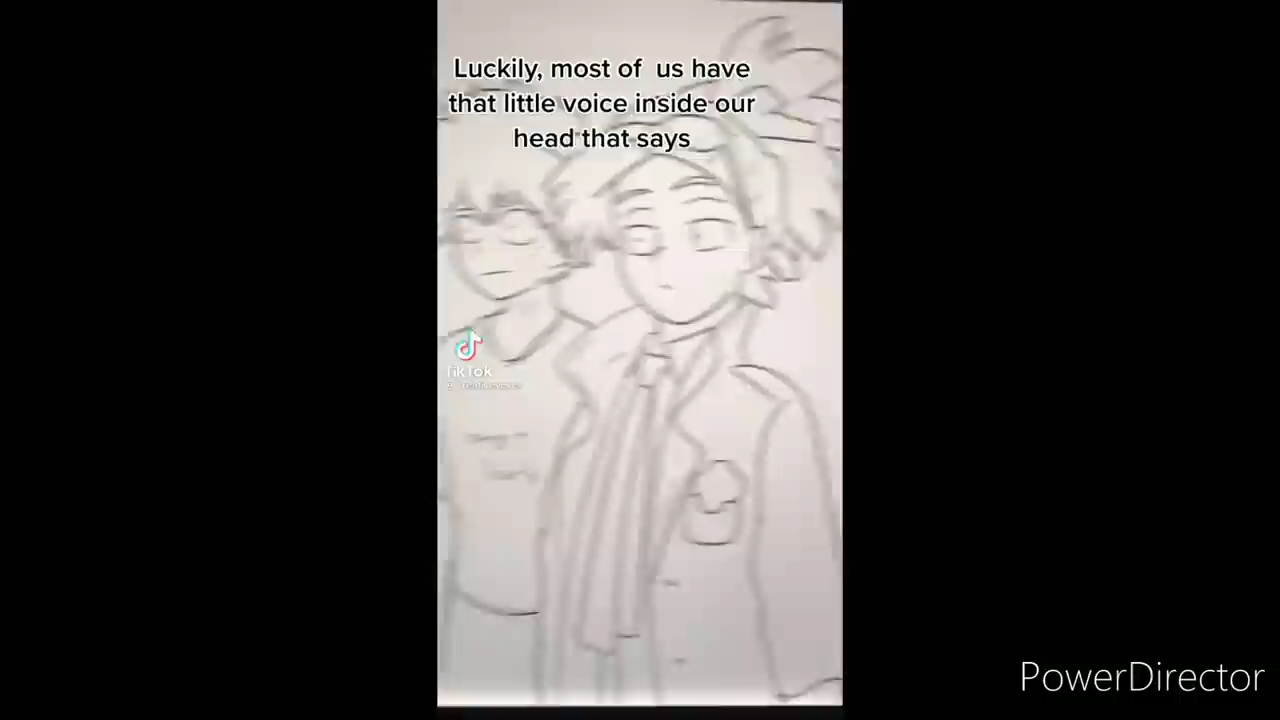 Luckily, most of us have
that little voice inside our
head that says
TikTok
PowerDirector